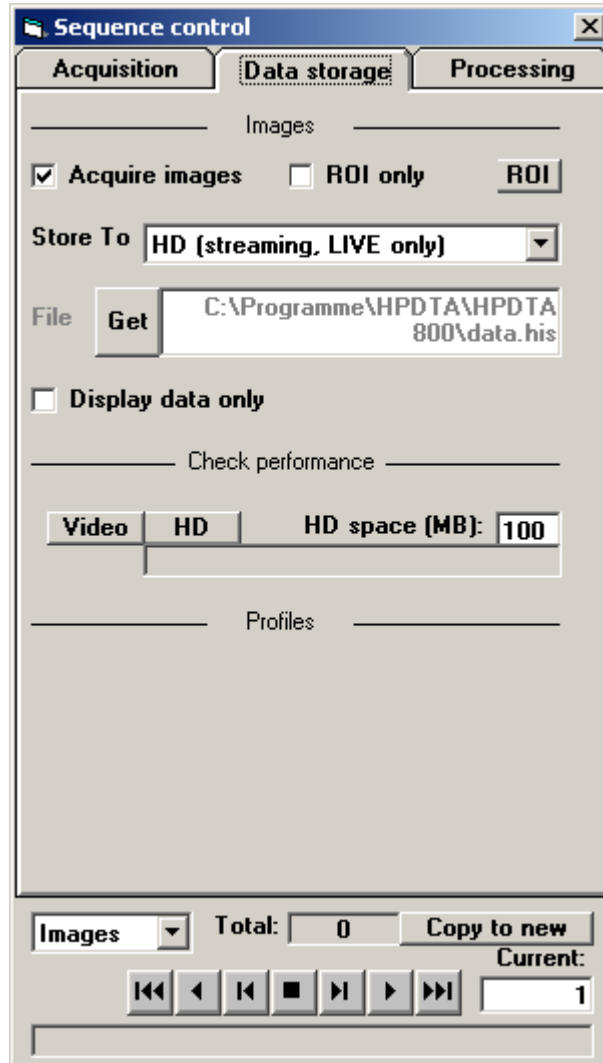 Sequence control
Acquisition Data storage Processing
Images
Acquire images ROI only ROI
Store To HD (streaming, LIVE only)
File Get C:\Programme\HPDTA\HPDTA
800\data.his
Display data only
Check performance
Video HD HD space (MB): 100
Profiles
Images Total: 0 Copy to new
Current:
1